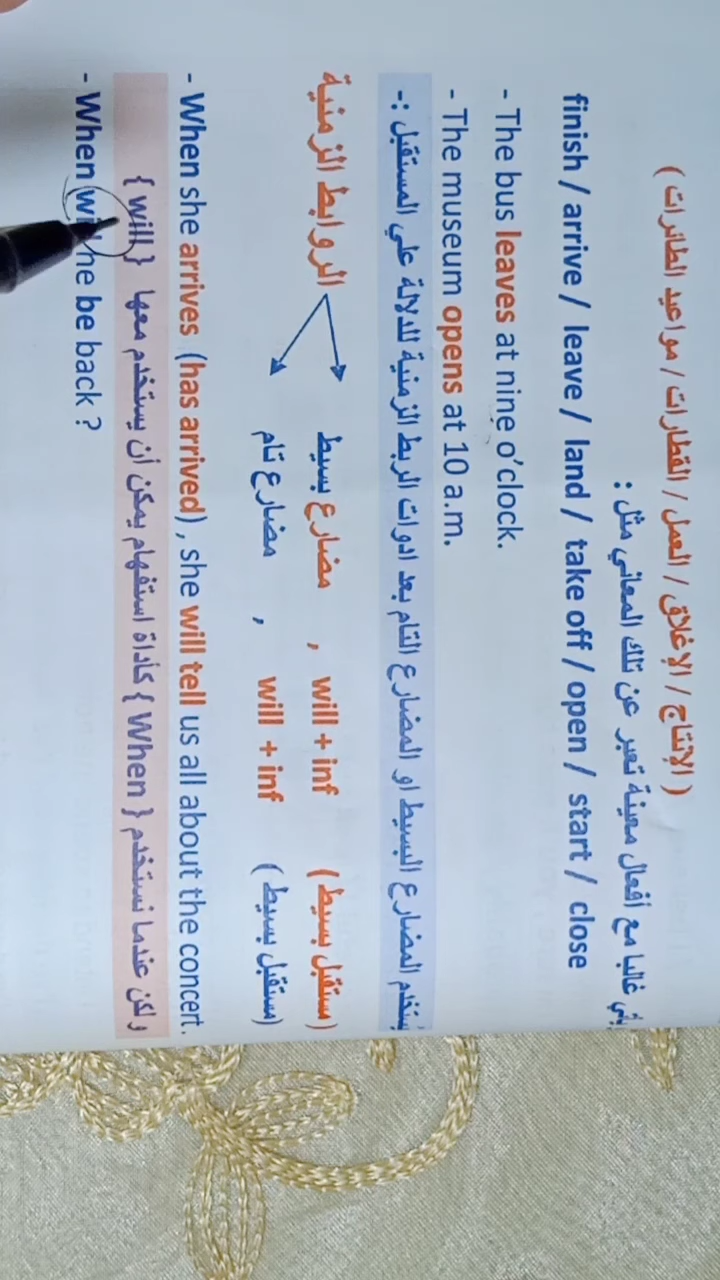 ( الإنتاج / الإغلاق / العمل / القطارات / مواعيد الطائرات )
غالبا مع أفعال معينة تعبر عن تلك المعاني مثل :
finish / arrive / leave / land / take off / open / start / close
- The bus leaves at nine o'clock.
- The museum opens at 10 a.m.
يستخدم المضارع البسيط او المضارع التام بعد ادوات الربط الزمنية للدلالة علي المستقبل :-
الروابط الزمنية
مضارع بسيط , will + inf ( مستقبل بسيط )
مضارع تام , will + inf ( مستقبل بسيط )
- When she arrives (has arrived) , she will tell us all about the concert.
ولكن عندما نستخدم { When } كأداة استفهام يمكن أن يستخدم معها { will }
- When he be back ?